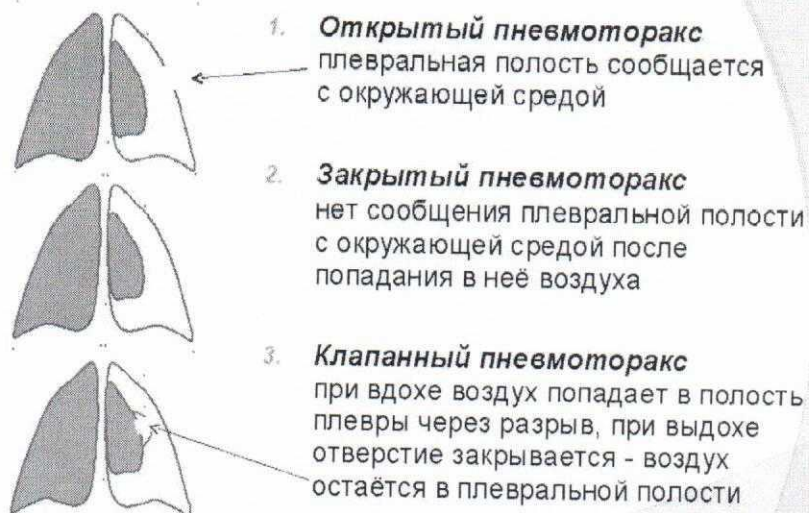 1. Открытый пневмоторакс
плевральная полость сообщается
с окружающей средой
2. Закрытый пневмоторакс
нет сообщения плевральной полости
с окружающей средой после
попадания в неё воздуха
3. Клапанный пневмоторакс
при вдохе воздух попадает в полость
плевры через разрыв, при выдохе
отверстие закрывается - воздух
остаётся в плевральной полости